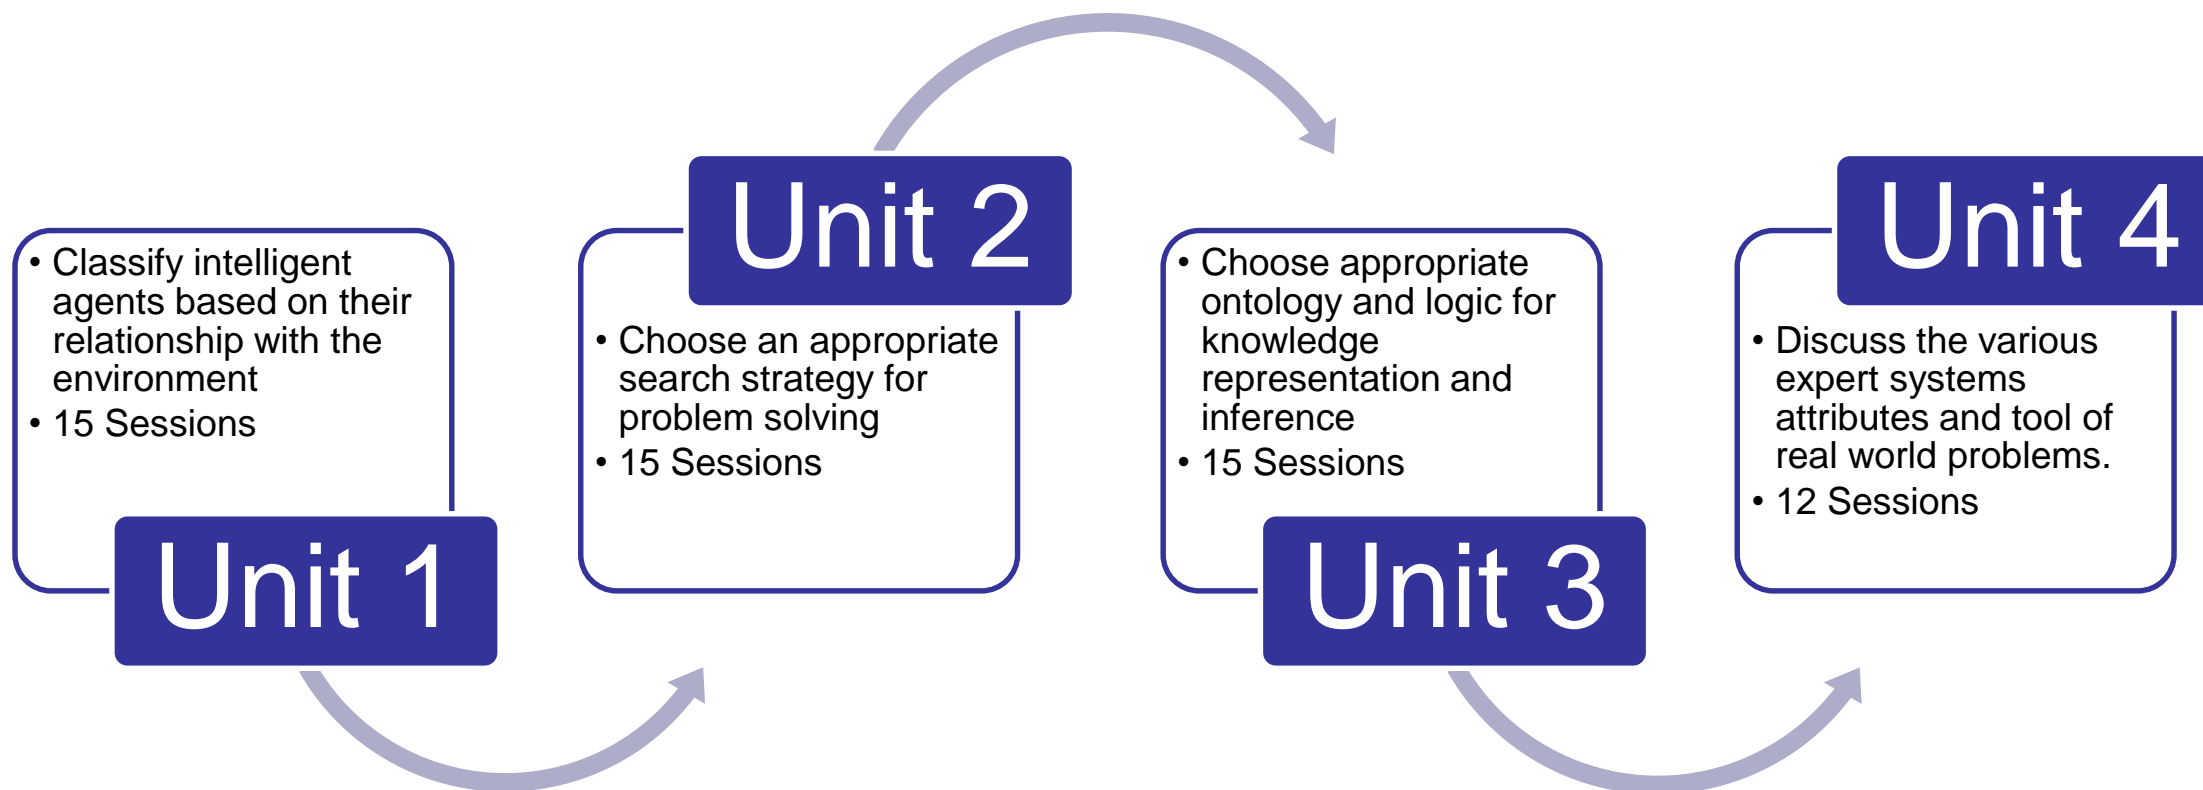 • Classify intelligent
agents based on their
relationship with the
environment
• 15 Sessions
Unit 1
Unit 2
• Choose an appropriate
search strategy for
problem solving
• 15 Sessions
• Choose appropriate
ontology and logic for
knowledge
representation and
inference
• 15 Sessions
Unit 3
Unit 4
• Discuss the various
expert systems
attributes and tool of
real world problems.
• 12 Sessions